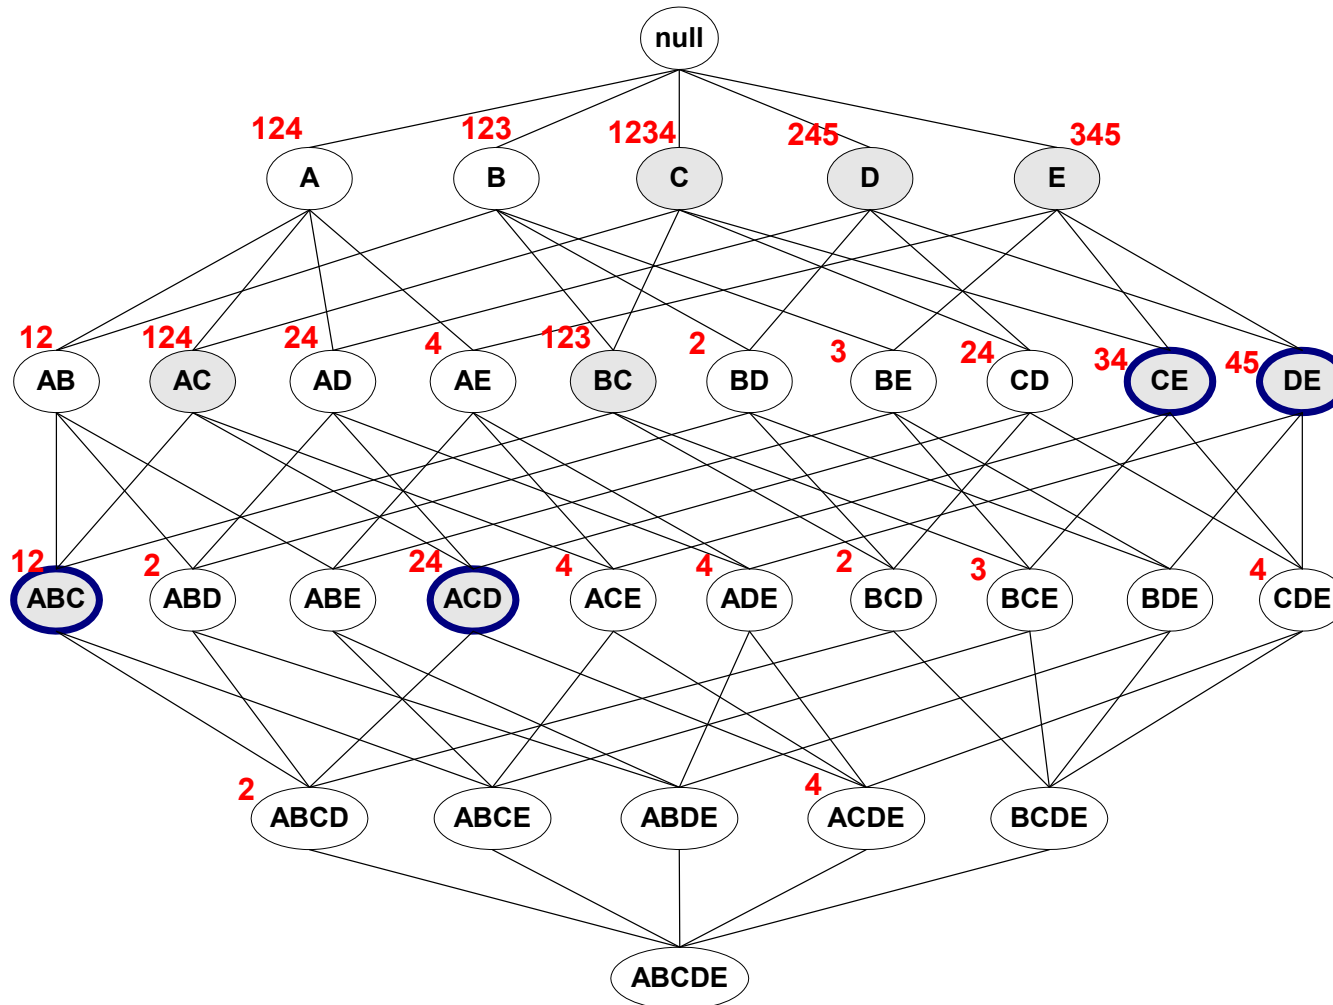 null
124 123 1234 245 345
A B C D E
12 124 24 4 123 2 3 24 34 45
AB AC AD AE BC BD BE CD CE DE
12 2 24 4 4 2 3 4
ABC ABD ABE ACD ACE ADE BCD BCE BDE CDE
2 4
ABCD ABCE ABDE ACDE BCDE
ABCDE